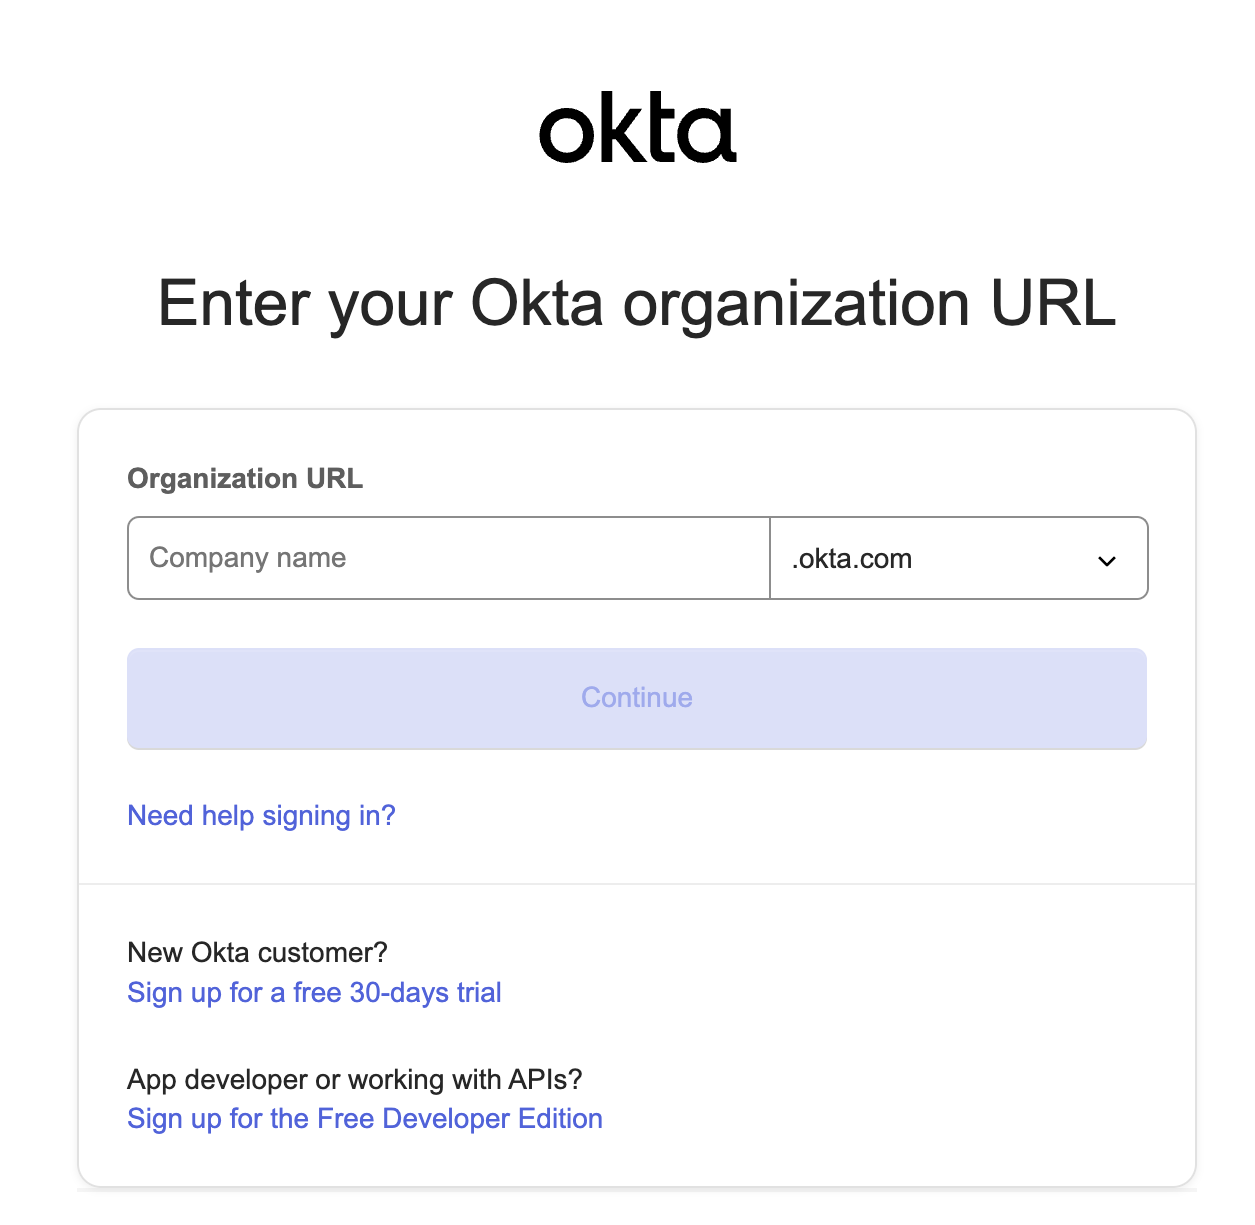 okta
Enter your Okta organization URL
Organization URL
Company name .okta.com
Continue
Need help signing in?
New Okta customer?
Sign up for a free 30-days trial
App developer or working with APIs?
Sign up for the Free Developer Edition